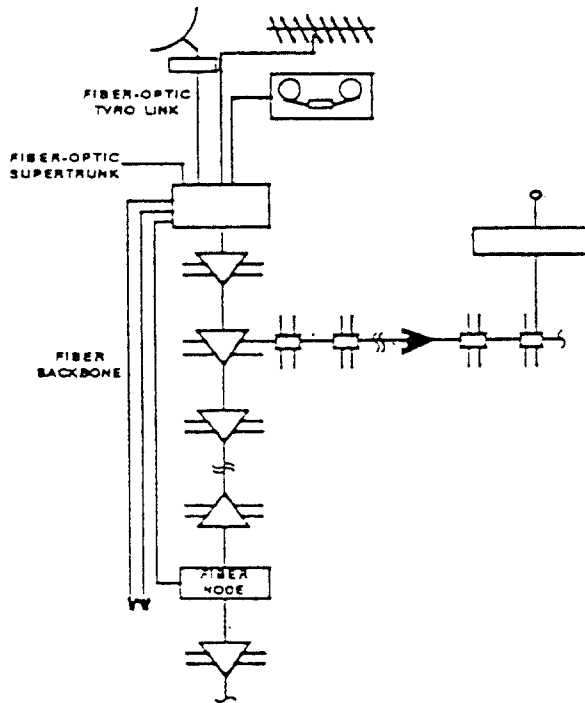 FIBER-OPTIC
TVRO LINK
FIBER-OPTIC
SUPERTRUNK
FIBER
BACKBONE
FIBER
NODE